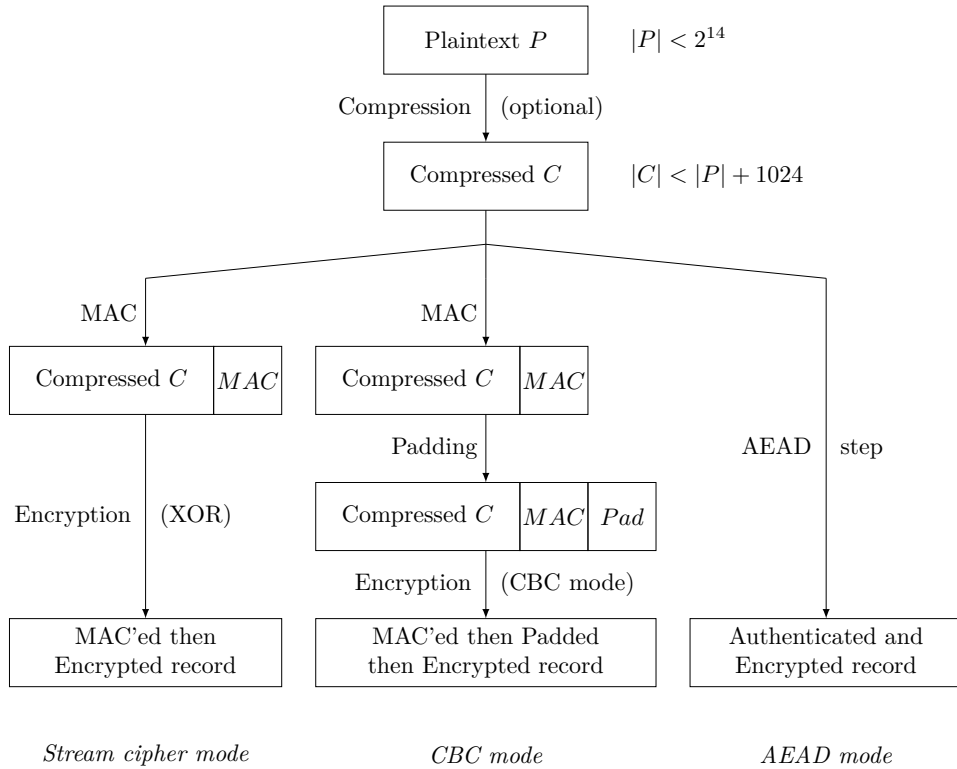 Plaintext P
|P| < 2^14
Compression (optional)
Compressed C
|C| < |P| + 1024
MAC
MAC
Compressed C MAC
Compressed C MAC
Padding
AEAD step
Encryption (XOR)
Compressed C MAC Pad
Encryption (CBC mode)
MAC'ed then
Encrypted record
MAC'ed then Padded
then Encrypted record
Authenticated and
Encrypted record
Stream cipher mode
CBC mode
AEAD mode